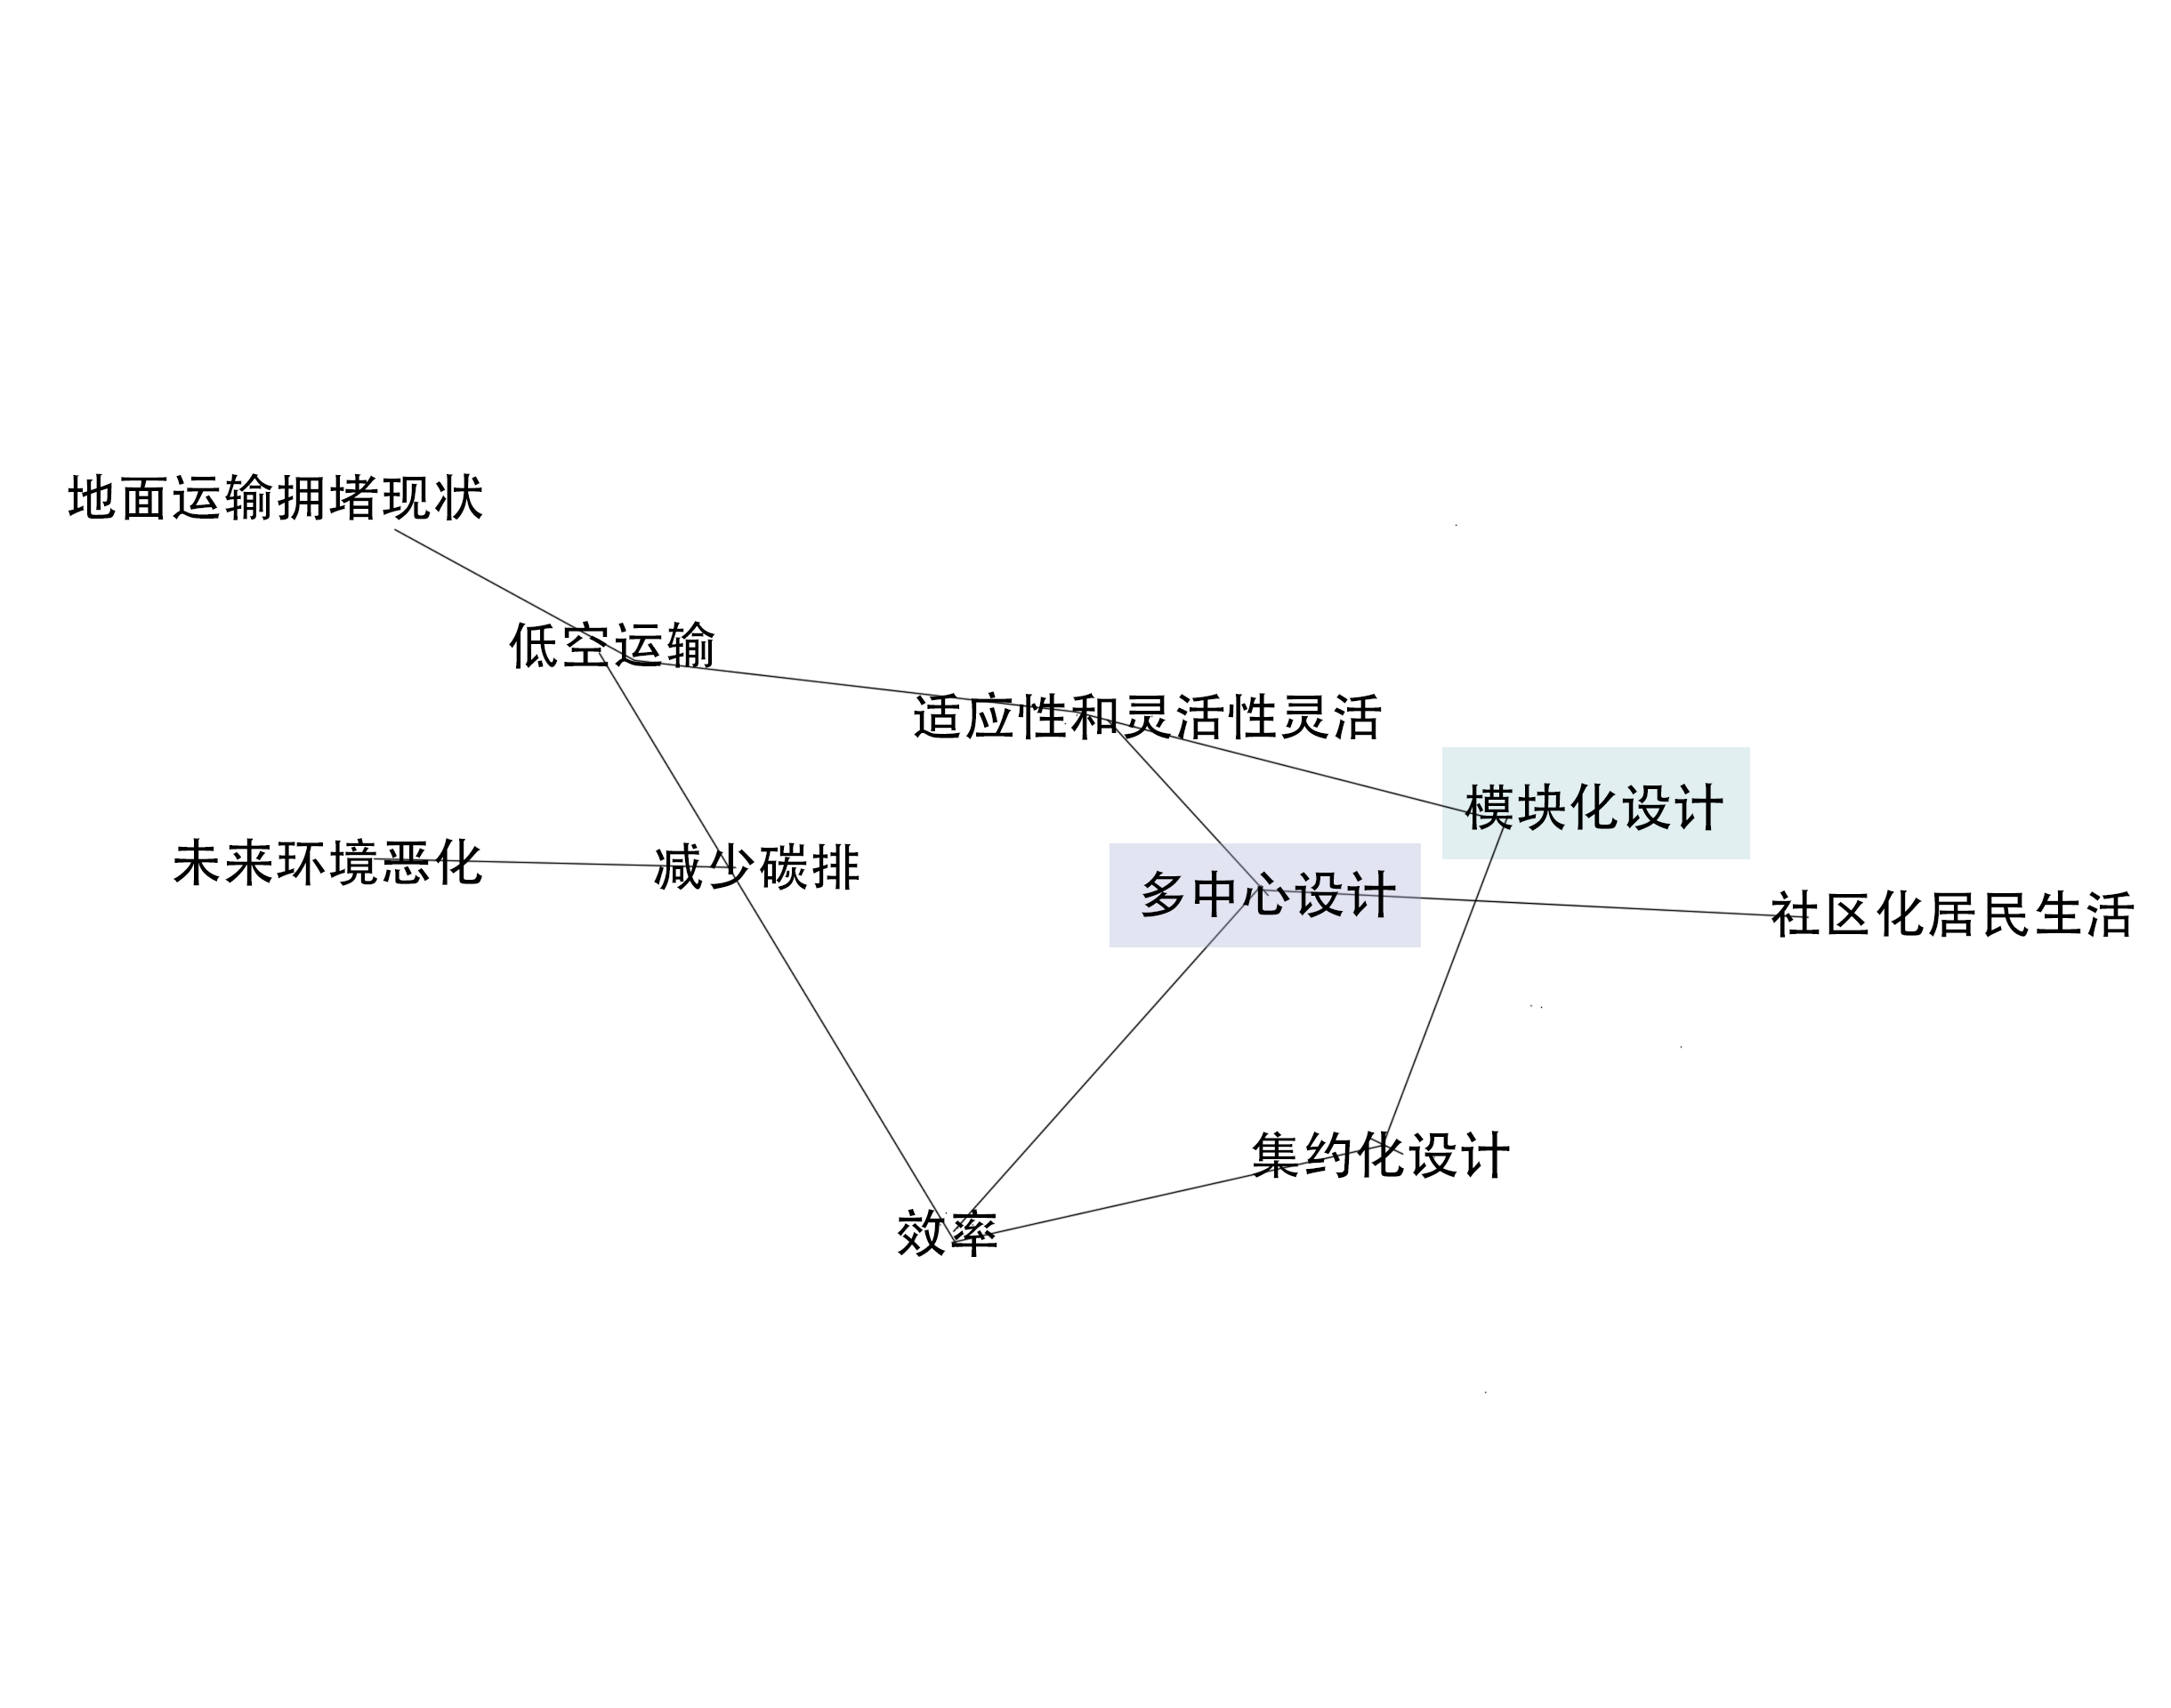 地面运输拥堵现状
低空运输
适应性和灵活性灵活
模块化设计
未来环境恶化
减少碳排
多中心设计
社区化居民生活
集约化设计
效率